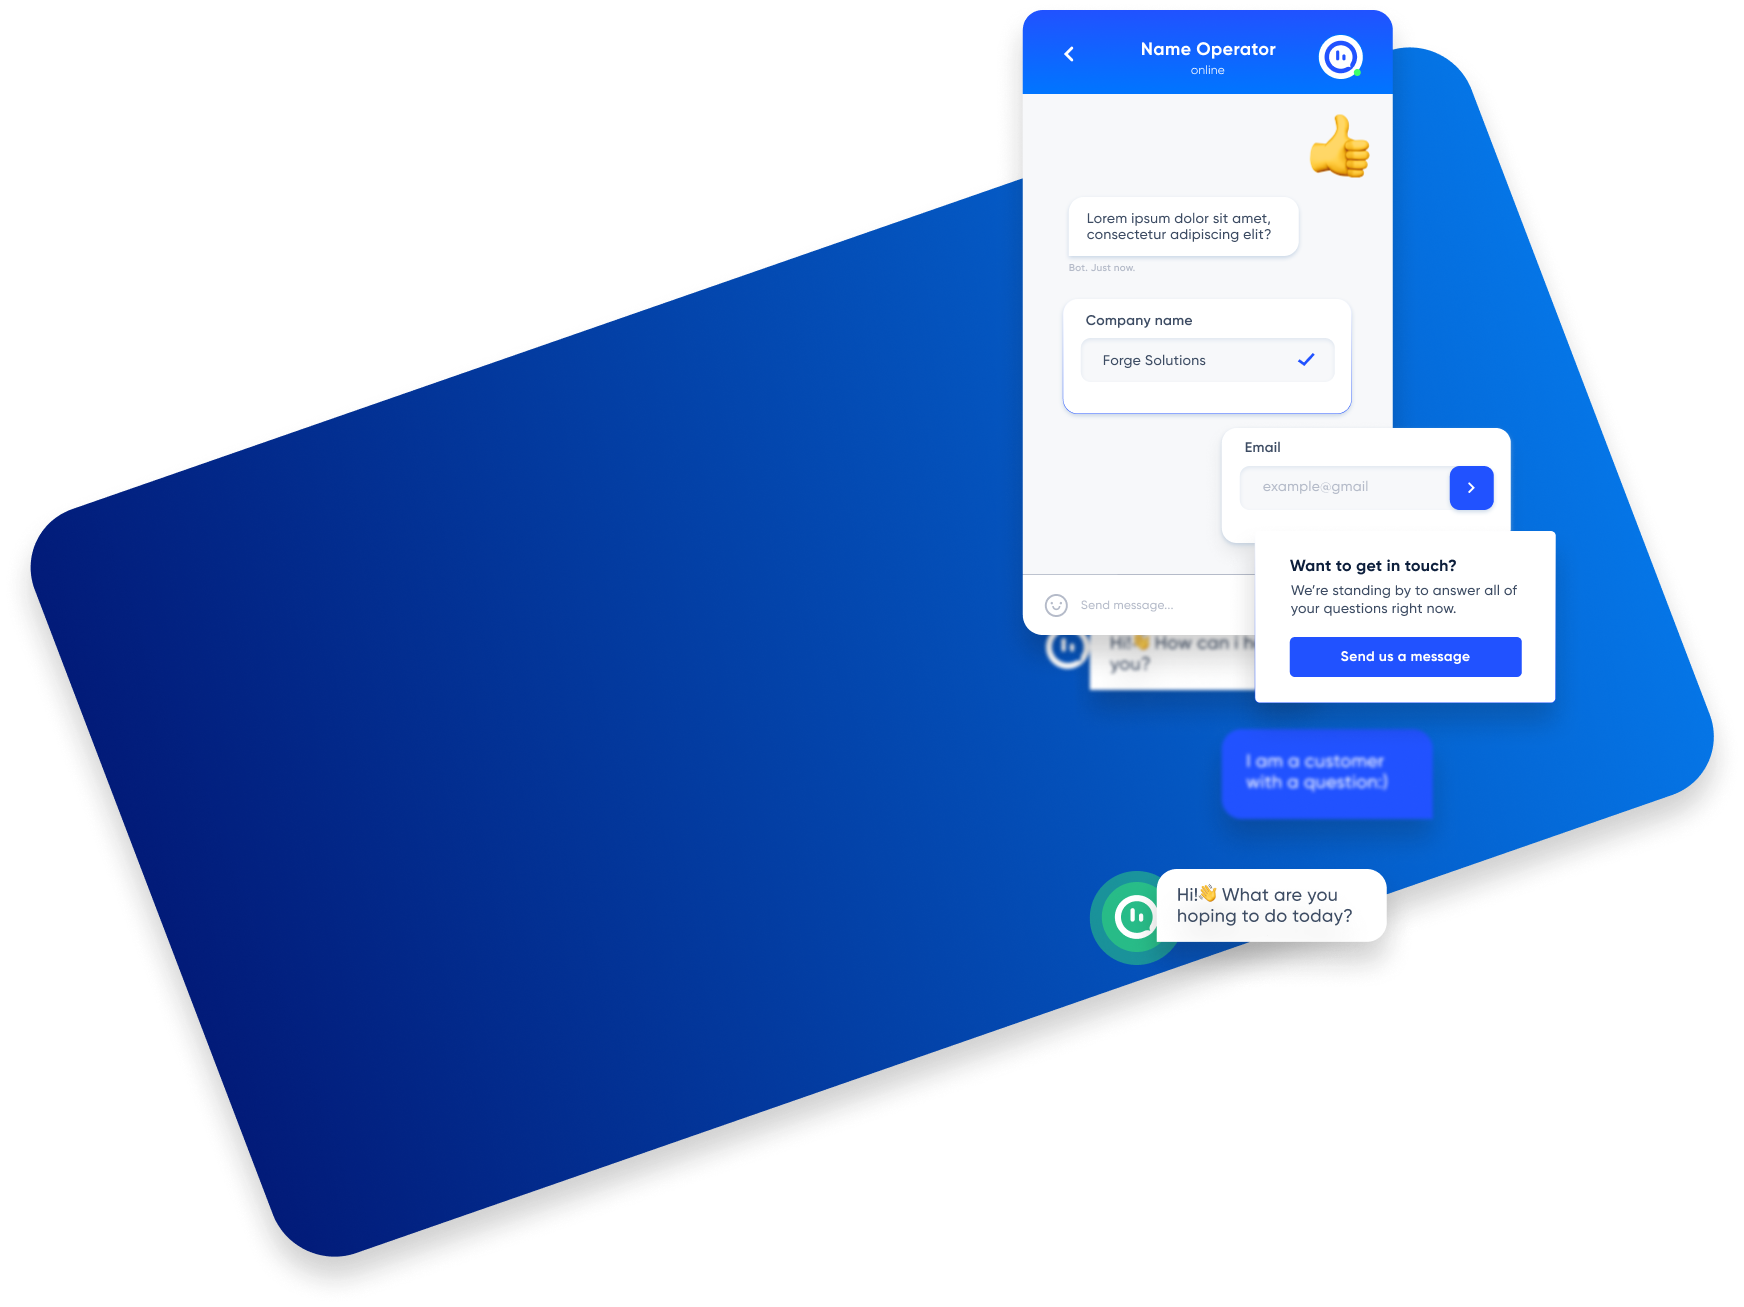 Name Operator
online
Lorem ipsum dolor sit amet,
consectetur adipiscing elit?
Bot. Just now.
Company name
Forge Solutions
Email
example@gmail
Want to get in touch?
We’re standing by to answer all of
your questions right now.
Send us a message
Send message...
Hi!👋 How can i
you?
I am a customer
with a question:)
Hi!👋 What are you
hoping to do today?